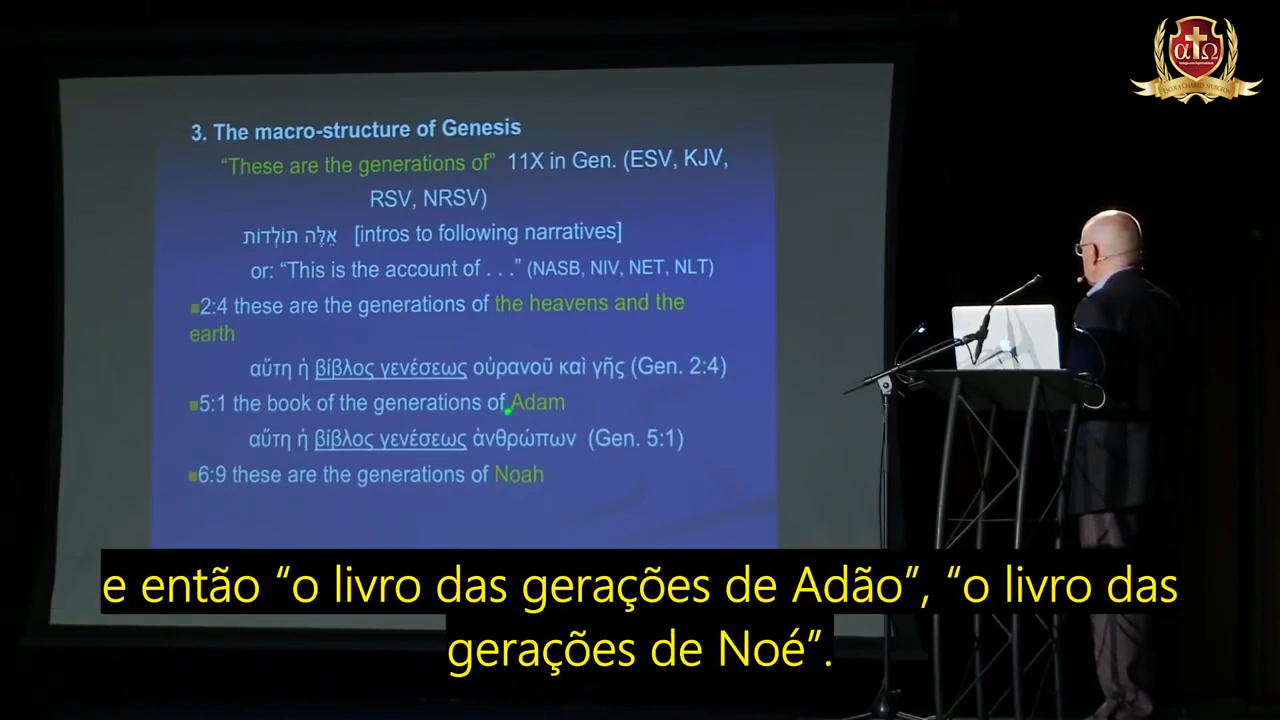 3. The macro-structure of Genesis
“These are the generations of” 11X in Gen. (ESV, KJV,
RSV, NRSV)
אֵלֶּה תוֹלְדוֹת [intros to following narratives]
or: “This is the account of . . .” (NASB, NIV, NET, NLT)
2:4 these are the generations of the heavens and the
earth
αὕτη ἡ βίβλος γενέσεως οὐρανοῦ καὶ γῆς (Gen. 2:4)
5:1 the book of the generations of Adam
αὕτη ἡ βίβλος γενέσεως ἀνθρώπων (Gen. 5:1)
6:9 these are the generations of Noah
α Ω
ESCOLA CHARLES SPURGEON
e então “o livro das gerações de Adão”, “o livro das
gerações de Noé”.